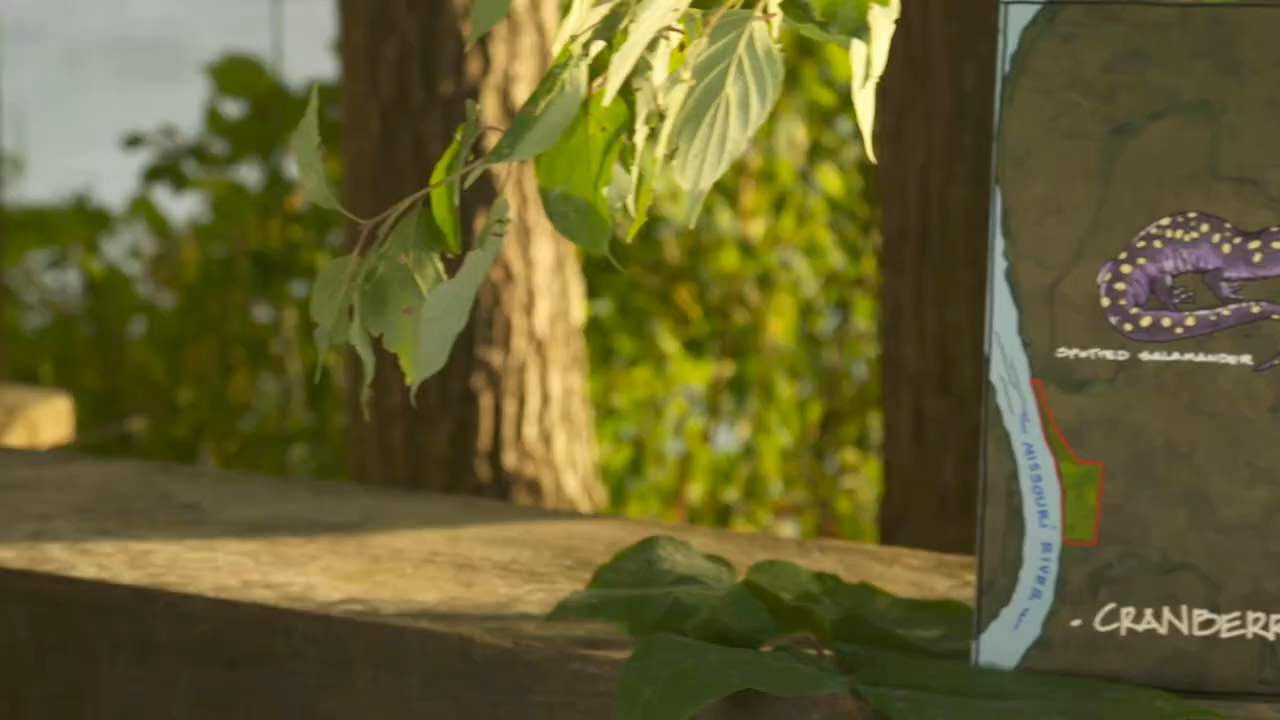 SPOTTED SALAMANDER
~ MISSOURI RIVER ~
• CRANBERR